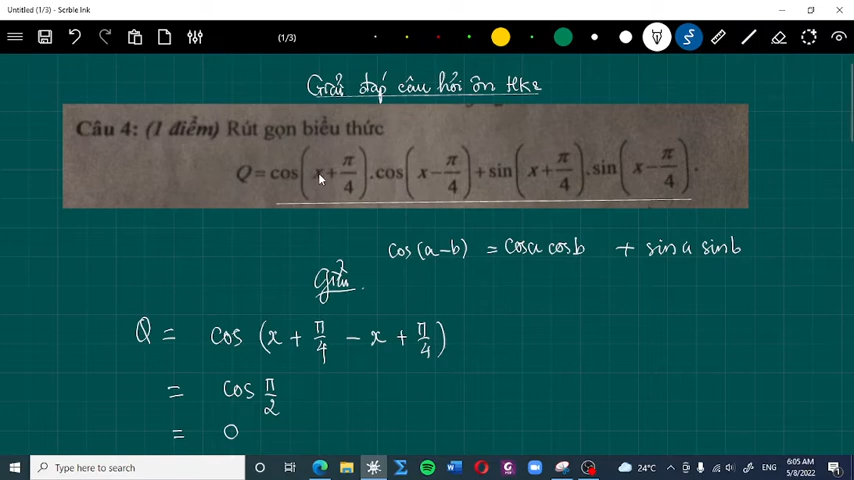 Untitled (1/3) - Scrble Ink
(1/3)
Giải đáp câu hỏi ôn HK2
Câu 4: (1 điểm) Rút gọn biểu thức
Q = cos(x + π/4).cos(x − π/4) + sin(x + π/4).sin(x − π/4).
cos(a−b) = cosa cosb + sina sinb
Giải.
Q = cos (x + π/4 − x + π/4)
= cos π/2
= 0
Type here to search
24°C
ENG
6:05 AM
5/8/2022